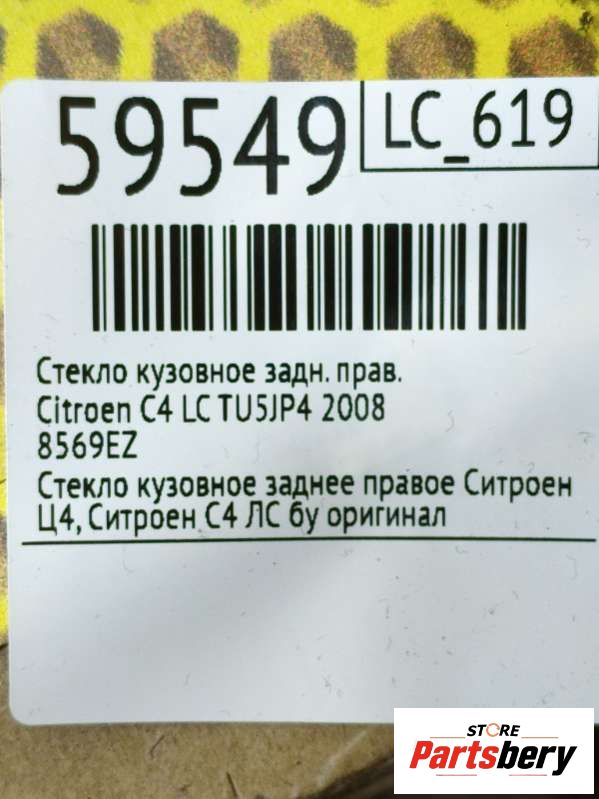 59549
LC_619
Стекло кузовное задн. прав.
Citroen C4 LC TU5JP4 2008
8569EZ
Стекло кузовное заднее правое Ситроен
Ц4, Ситроен С4 ЛС бу оригинал
STORE
Partsbery